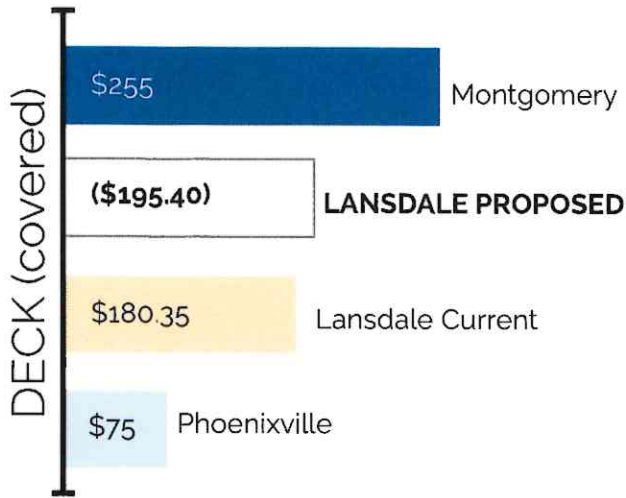 DECK (covered)
$255 Montgomery
($195.40) LANSDALE PROPOSED
$180.35 Lansdale Current
$75 Phoenixville